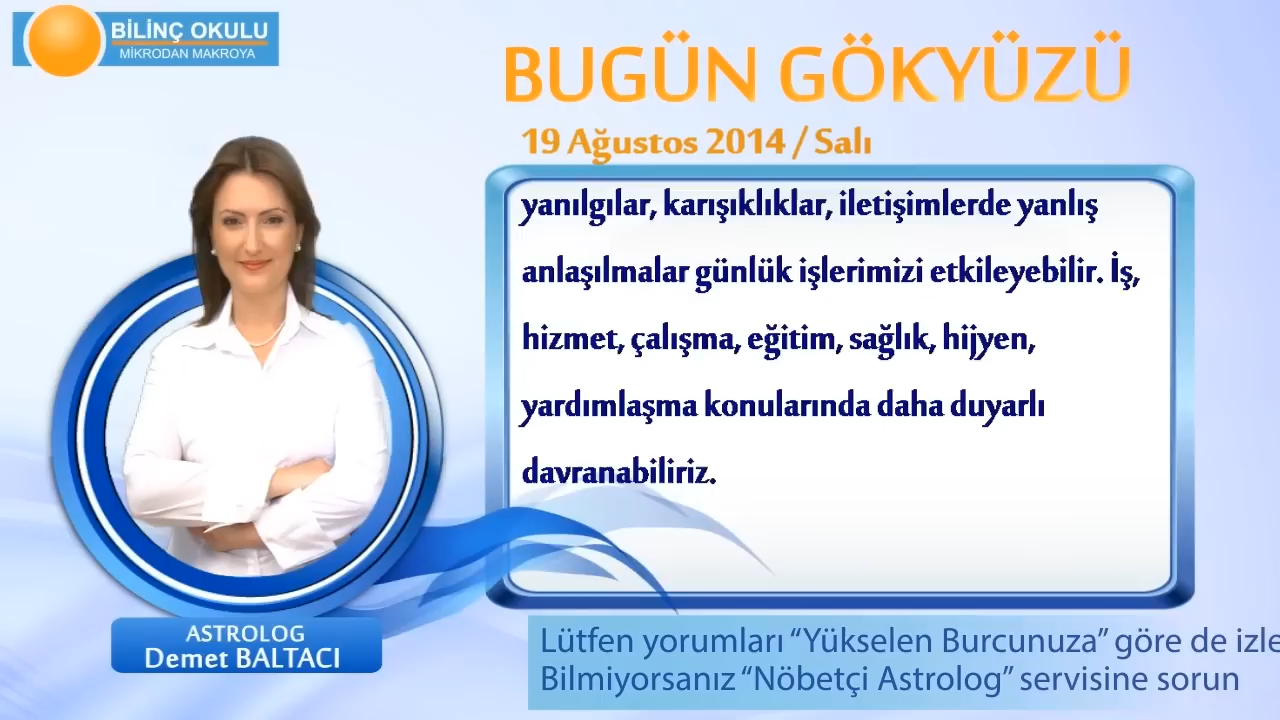 BİLİNÇ OKULU
MİKRODAN MAKROYA
BUGÜN GÖKYÜZÜ
19 Ağustos 2014 / Salı
yanılgılar, karışıklıklar, iletişimlerde yanlış
anlaşılmalar günlük işlerimizi etkileyebilir. İş,
hizmet, çalışma, eğitim, sağlık, hijyen,
yardımlaşma konularında daha duyarlı
davranabiliriz.
ASTROLOG
Demet BALTACI
Lütfen yorumları “Yükselen Burcunuza” göre de izle
Bilmiyorsanız “Nöbetçi Astrolog” servisine sorun